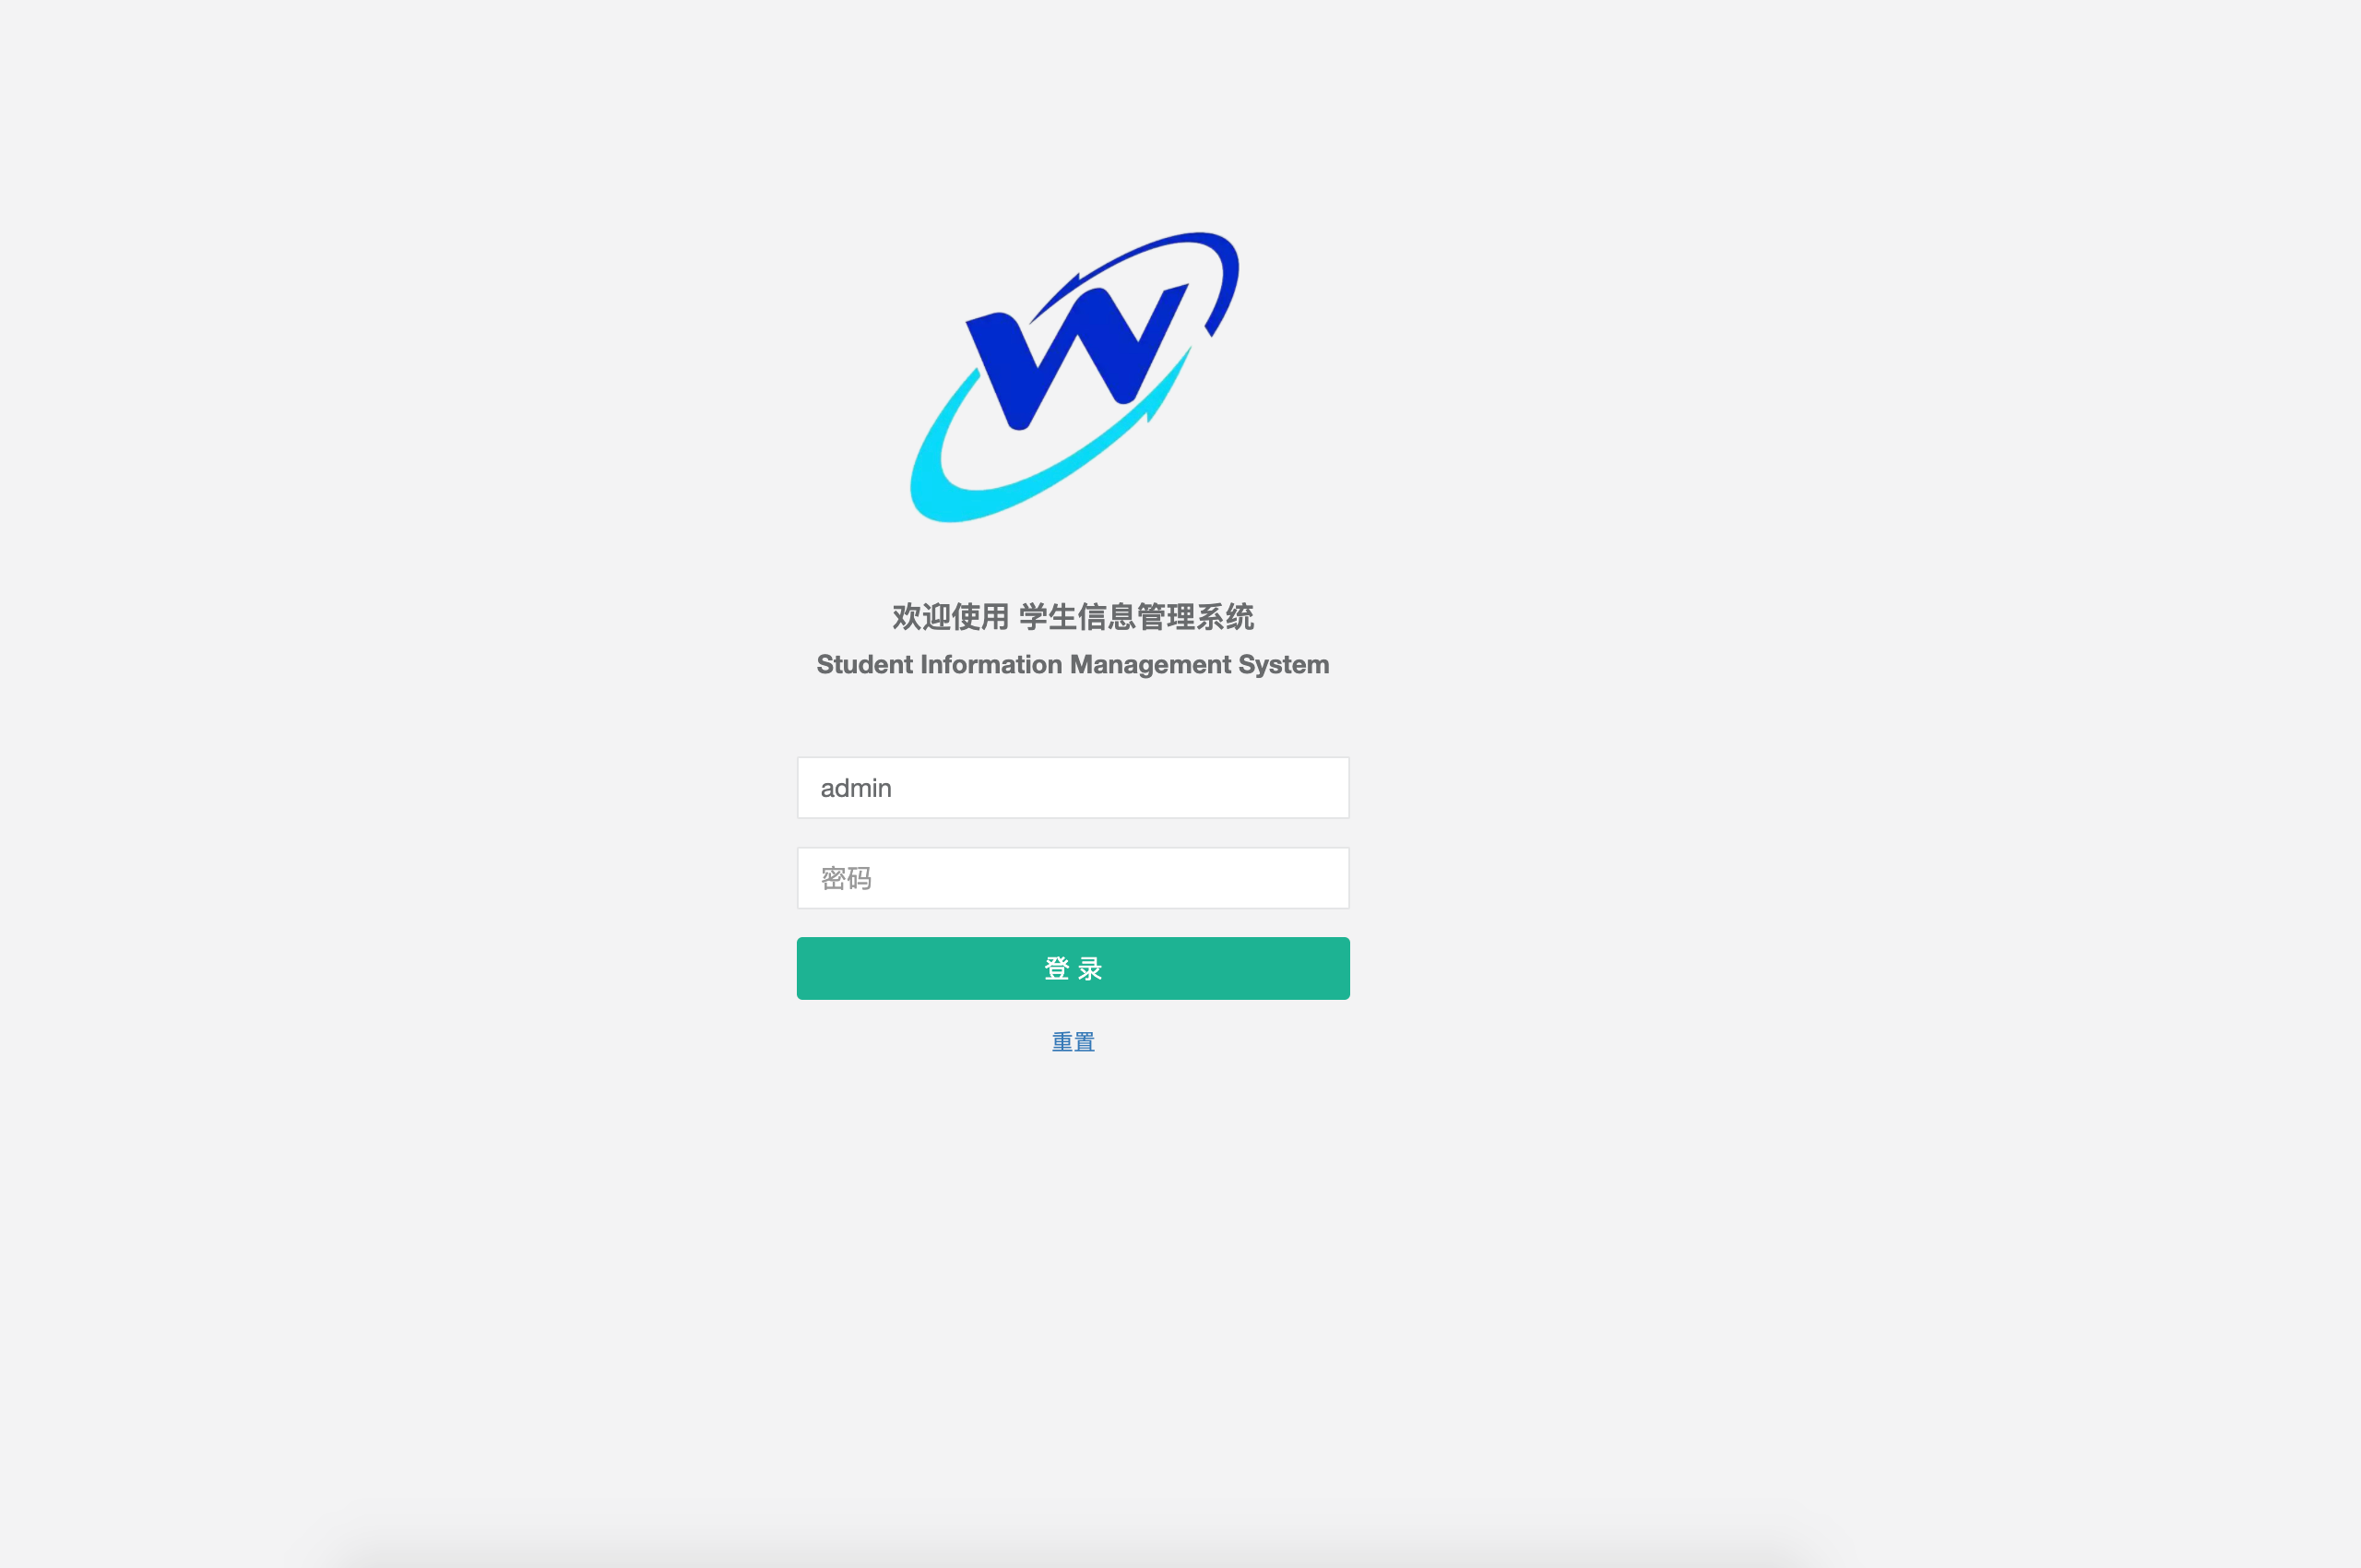 W
欢迎使用 学生信息管理系统
Student Information Management System
admin
密码
登 录
重置